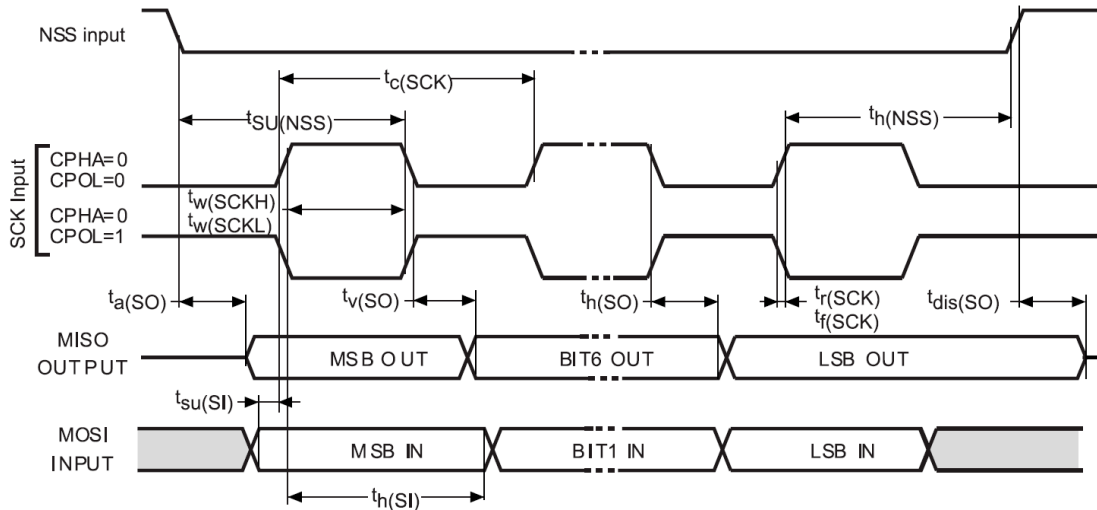 NSS input
tc(SCK)
tSU(NSS)
th(NSS)
SCK Input
CPHA=0
CPOL=0
tw(SCKH)
CPHA=0
tw(SCKL)
CPOL=1
ta(SO)
tv(SO)
th(SO)
tr(SCK)
tf(SCK)
tdis(SO)
MISO
OUTPUT
MSB OUT
BIT6 OUT
LSB OUT
tsu(SI)
MOSI
INPUT
MSB IN
BIT1 IN
LSB IN
th(SI)